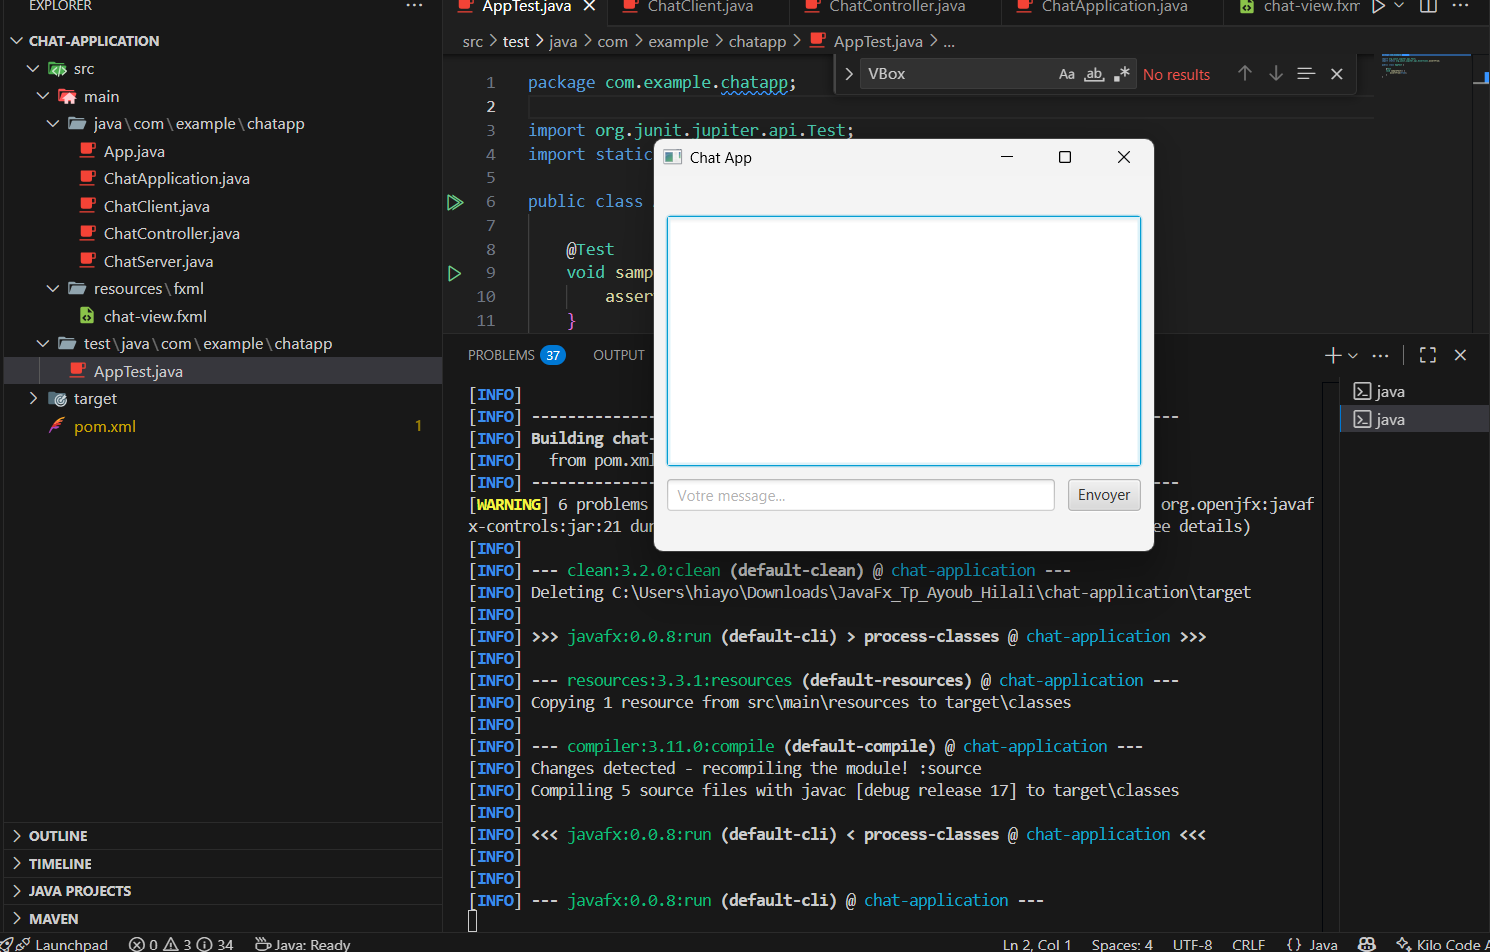 EXPLORER ···
CHAT-APPLICATION
src
main
java\com\example\chatapp
App.java
ChatApplication.java
ChatClient.java
ChatController.java
ChatServer.java
resources\fxml
chat-view.fxml
test\java\com\example\chatapp
AppTest.java
target
pom.xml 1
OUTLINE
TIMELINE
JAVA PROJECTS
MAVEN
AppTest.java ChatClient.java ChatController.java ChatApplication.java chat-view.fxm
src > test > java > com > example > chatapp > AppTest.java > ...
VBox Aa ab .* No results
1 package com.example.chatapp;
2
3 import org.junit.jupiter.api.Test;
4 import static
5
6 public class
7
8 @Test
9 void samp
10 asser
11 }
Chat App
Votre message...
Envoyer
PROBLEMS 37 OUTPUT
java
java
[INFO]
[INFO] ---
[INFO] Building chat-
[INFO] from pom.xml
[INFO] ---
[WARNING] 6 problems org.openjfx:javaf
x-controls:jar:21 dur ee details)
[INFO]
[INFO] --- clean:3.2.0:clean (default-clean) @ chat-application ---
[INFO] Deleting C:\Users\hiayo\Downloads\JavaFx_Tp_Ayoub_Hilali\chat-application\target
[INFO]
[INFO] >>> javafx:0.0.8:run (default-cli) > process-classes @ chat-application >>>
[INFO]
[INFO] --- resources:3.3.1:resources (default-resources) @ chat-application ---
[INFO] Copying 1 resource from src\main\resources to target\classes
[INFO]
[INFO] --- compiler:3.11.0:compile (default-compile) @ chat-application ---
[INFO] Changes detected - recompiling the module! :source
[INFO] Compiling 5 source files with javac [debug release 17] to target\classes
[INFO]
[INFO] <<< javafx:0.0.8:run (default-cli) < process-classes @ chat-application <<<
[INFO]
[INFO]
[INFO] --- javafx:0.0.8:run (default-cli) @ chat-application ---
Launchpad 0 3 34 Java: Ready Ln 2, Col 1 Spaces: 4 UTF-8 CRLF {} Java Kilo Code